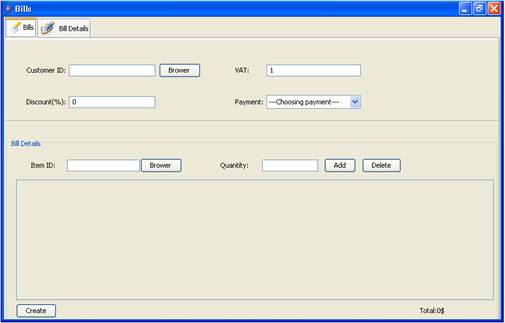 Bills
Bills Bill Details
Customer ID: Brower VAT: 1
Discount(%): 0 Payment: ---Choosing payment---
Bill Details
Item ID: Brower Quantity: Add Delete
Create Total:0$